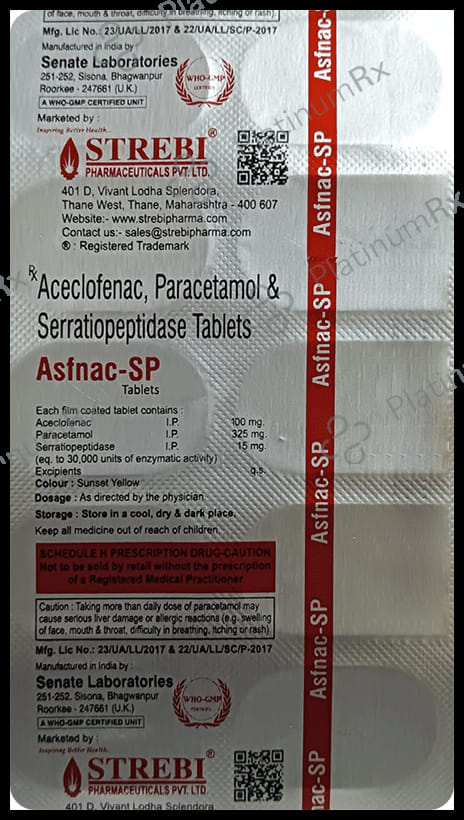 of face, mouth & throat, difficulty in breathing, Itching or rash)
Mfg. Lic No.: 23/UA/LL/2017 & 22/UA/LL/SC/P-2017
Manufactured in India by :
Senate Laboratories
251-252, Sisona, Bhagwanpur
Roorkee - 247661 (U.K.)
A WHO-GMP CERTIFIED UNIT
WHO-GMP
CERTIFIED
Marketed by :
Inspiring Better Health..
STREBI®
PHARMACEUTICALS PVT. LTD.
401 D, Vivant Lodha Splendora,
Thane West, Thane, Maharashtra - 400 607
Website:- www.strebipharma.com
Contact us:- sales@strebipharma.com
® : Registered Trademark
Rx Aceclofenac, Paracetamol &
Serratiopeptidase Tablets
Asfnac-SP
Tablets
Each film coated tablet contains :
Aceclofenac I.P. 100 mg.
Paracetamol I.P. 325 mg.
Serratiopeptidase I.P. 15 mg.
(eq. to 30,000 units of enzymatic activity)
Excipients q.s.
Colour : Sunset Yellow
Dosage : As directed by the physician.
Storage : Store in a cool, dry & dark place.
Keep all medicine out of reach of children.
SCHEDULE H PRESCRIPTION DRUG-CAUTION
Not to be sold by retail without the prescription
of a Registered Medical Practitioner
Caution : Taking more than daily dose of paracetamol may
cause serious liver damage or allergic reactions (e.g. swelling
of face, mouth & throat, difficulty in breathing, Itching or rash)
Mfg. Lic No.: 23/UA/LL/2017 & 22/UA/LL/SC/P-2017
Manufactured in India by :
Senate Laboratories
251-252, Sisona, Bhagwanpur
Roorkee - 247661 (U.K.)
A WHO-GMP CERTIFIED UNIT
WHO-GMP
CERTIFIED
Marketed by :
Inspiring Better Health..
STREBI®
PHARMACEUTICALS PVT. LTD.
401 D, Vivant Lodha Splendora,
Asfnac-SP
Asfnac-SP
Asfnac-SP
Asfnac-SP
Asfnac-SP
Asfnac-SP
nac-SP
PlatinumRx
PlatinumRx
PlatinumRx